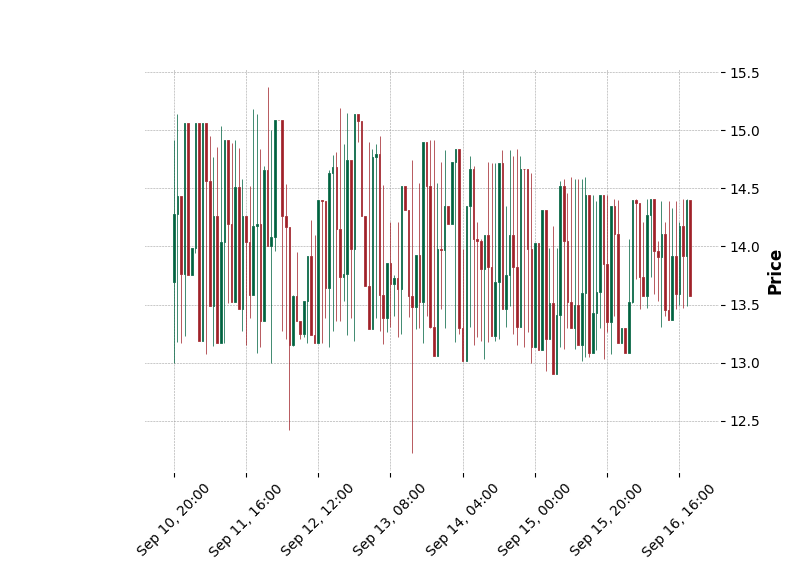 15.5
15.0
14.5
14.0
13.5
13.0
12.5
Price
Sep 10, 20:00
Sep 11, 16:00
Sep 12, 12:00
Sep 13, 08:00
Sep 14, 04:00
Sep 15, 00:00
Sep 15, 20:00
Sep 16, 16:00